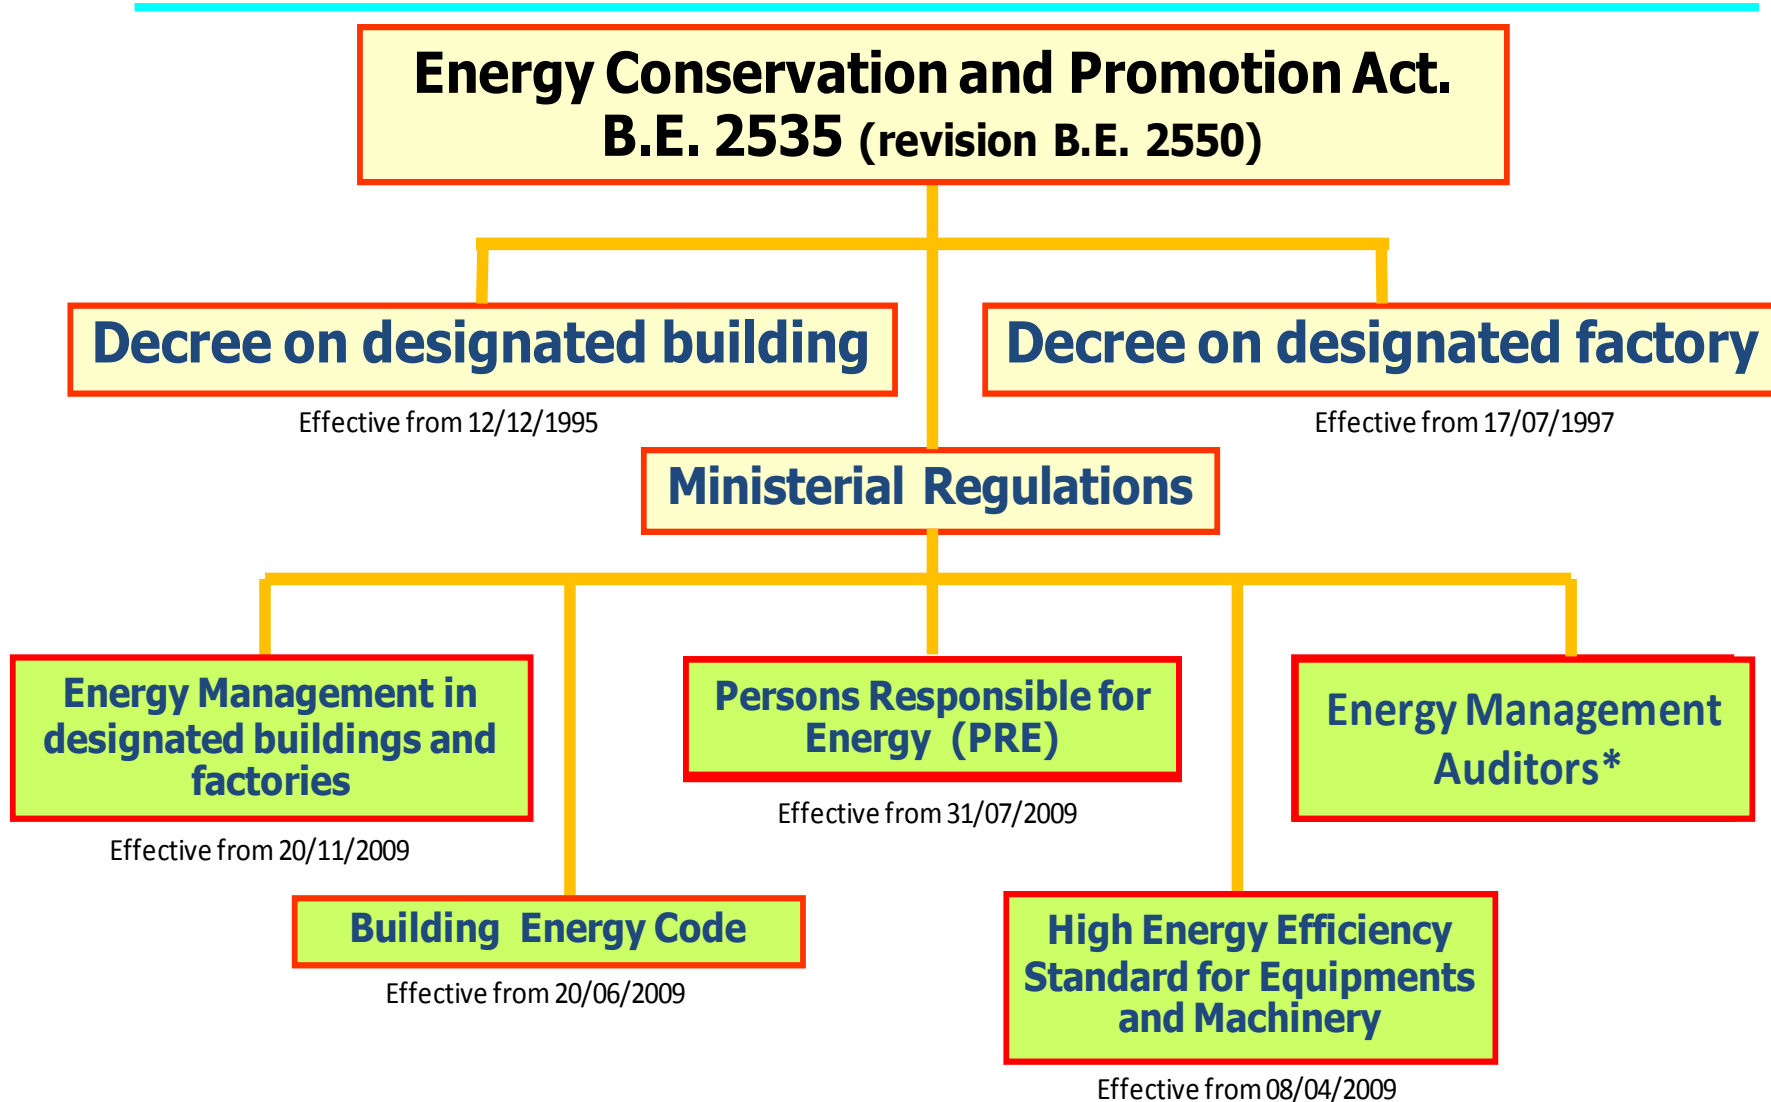 Energy Conservation and Promotion Act.
B.E. 2535 (revision B.E. 2550)
Decree on designated building
Effective from 12/12/1995
Decree on designated factory
Effective from 17/07/1997
Ministerial Regulations
Energy Management in
designated buildings and
factories
Effective from 20/11/2009
Persons Responsible for
Energy (PRE)
Effective from 31/07/2009
Energy Management
Auditors*
Building Energy Code
Effective from 20/06/2009
High Energy Efficiency
Standard for Equipments
and Machinery
Effective from 08/04/2009